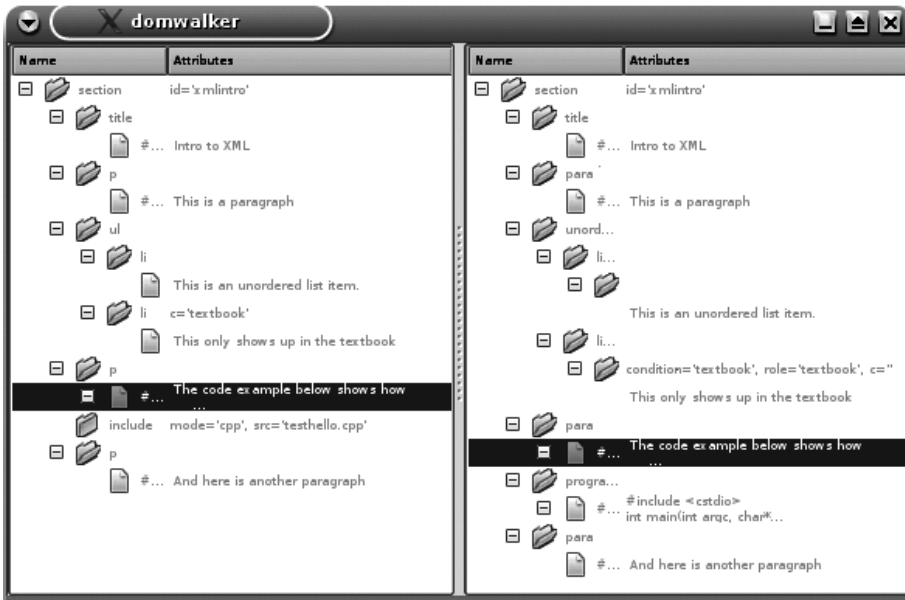 domwalker
Name Attributes
section id='xmlintro'
title
#... Intro to XML
p
#... This is a paragraph
ul
li
This is an unordered list item.
li c='textbook'
This only shows up in the textbook
p
#... The code example below shows how
...
include mode='cpp', src='testhello.cpp'
p
#... And here is another paragraph
Name Attributes
section id='xmlintro'
title
#... Intro to XML
para
#... This is a paragraph
unord...
li...
This is an unordered list item.
li...
condition='textbook', role='textbook', c=''
This only shows up in the textbook
para
#... The code example below shows how
...
progra...
#... #include <cstdio>
int main(int argc, char*...
para
#... And here is another paragraph